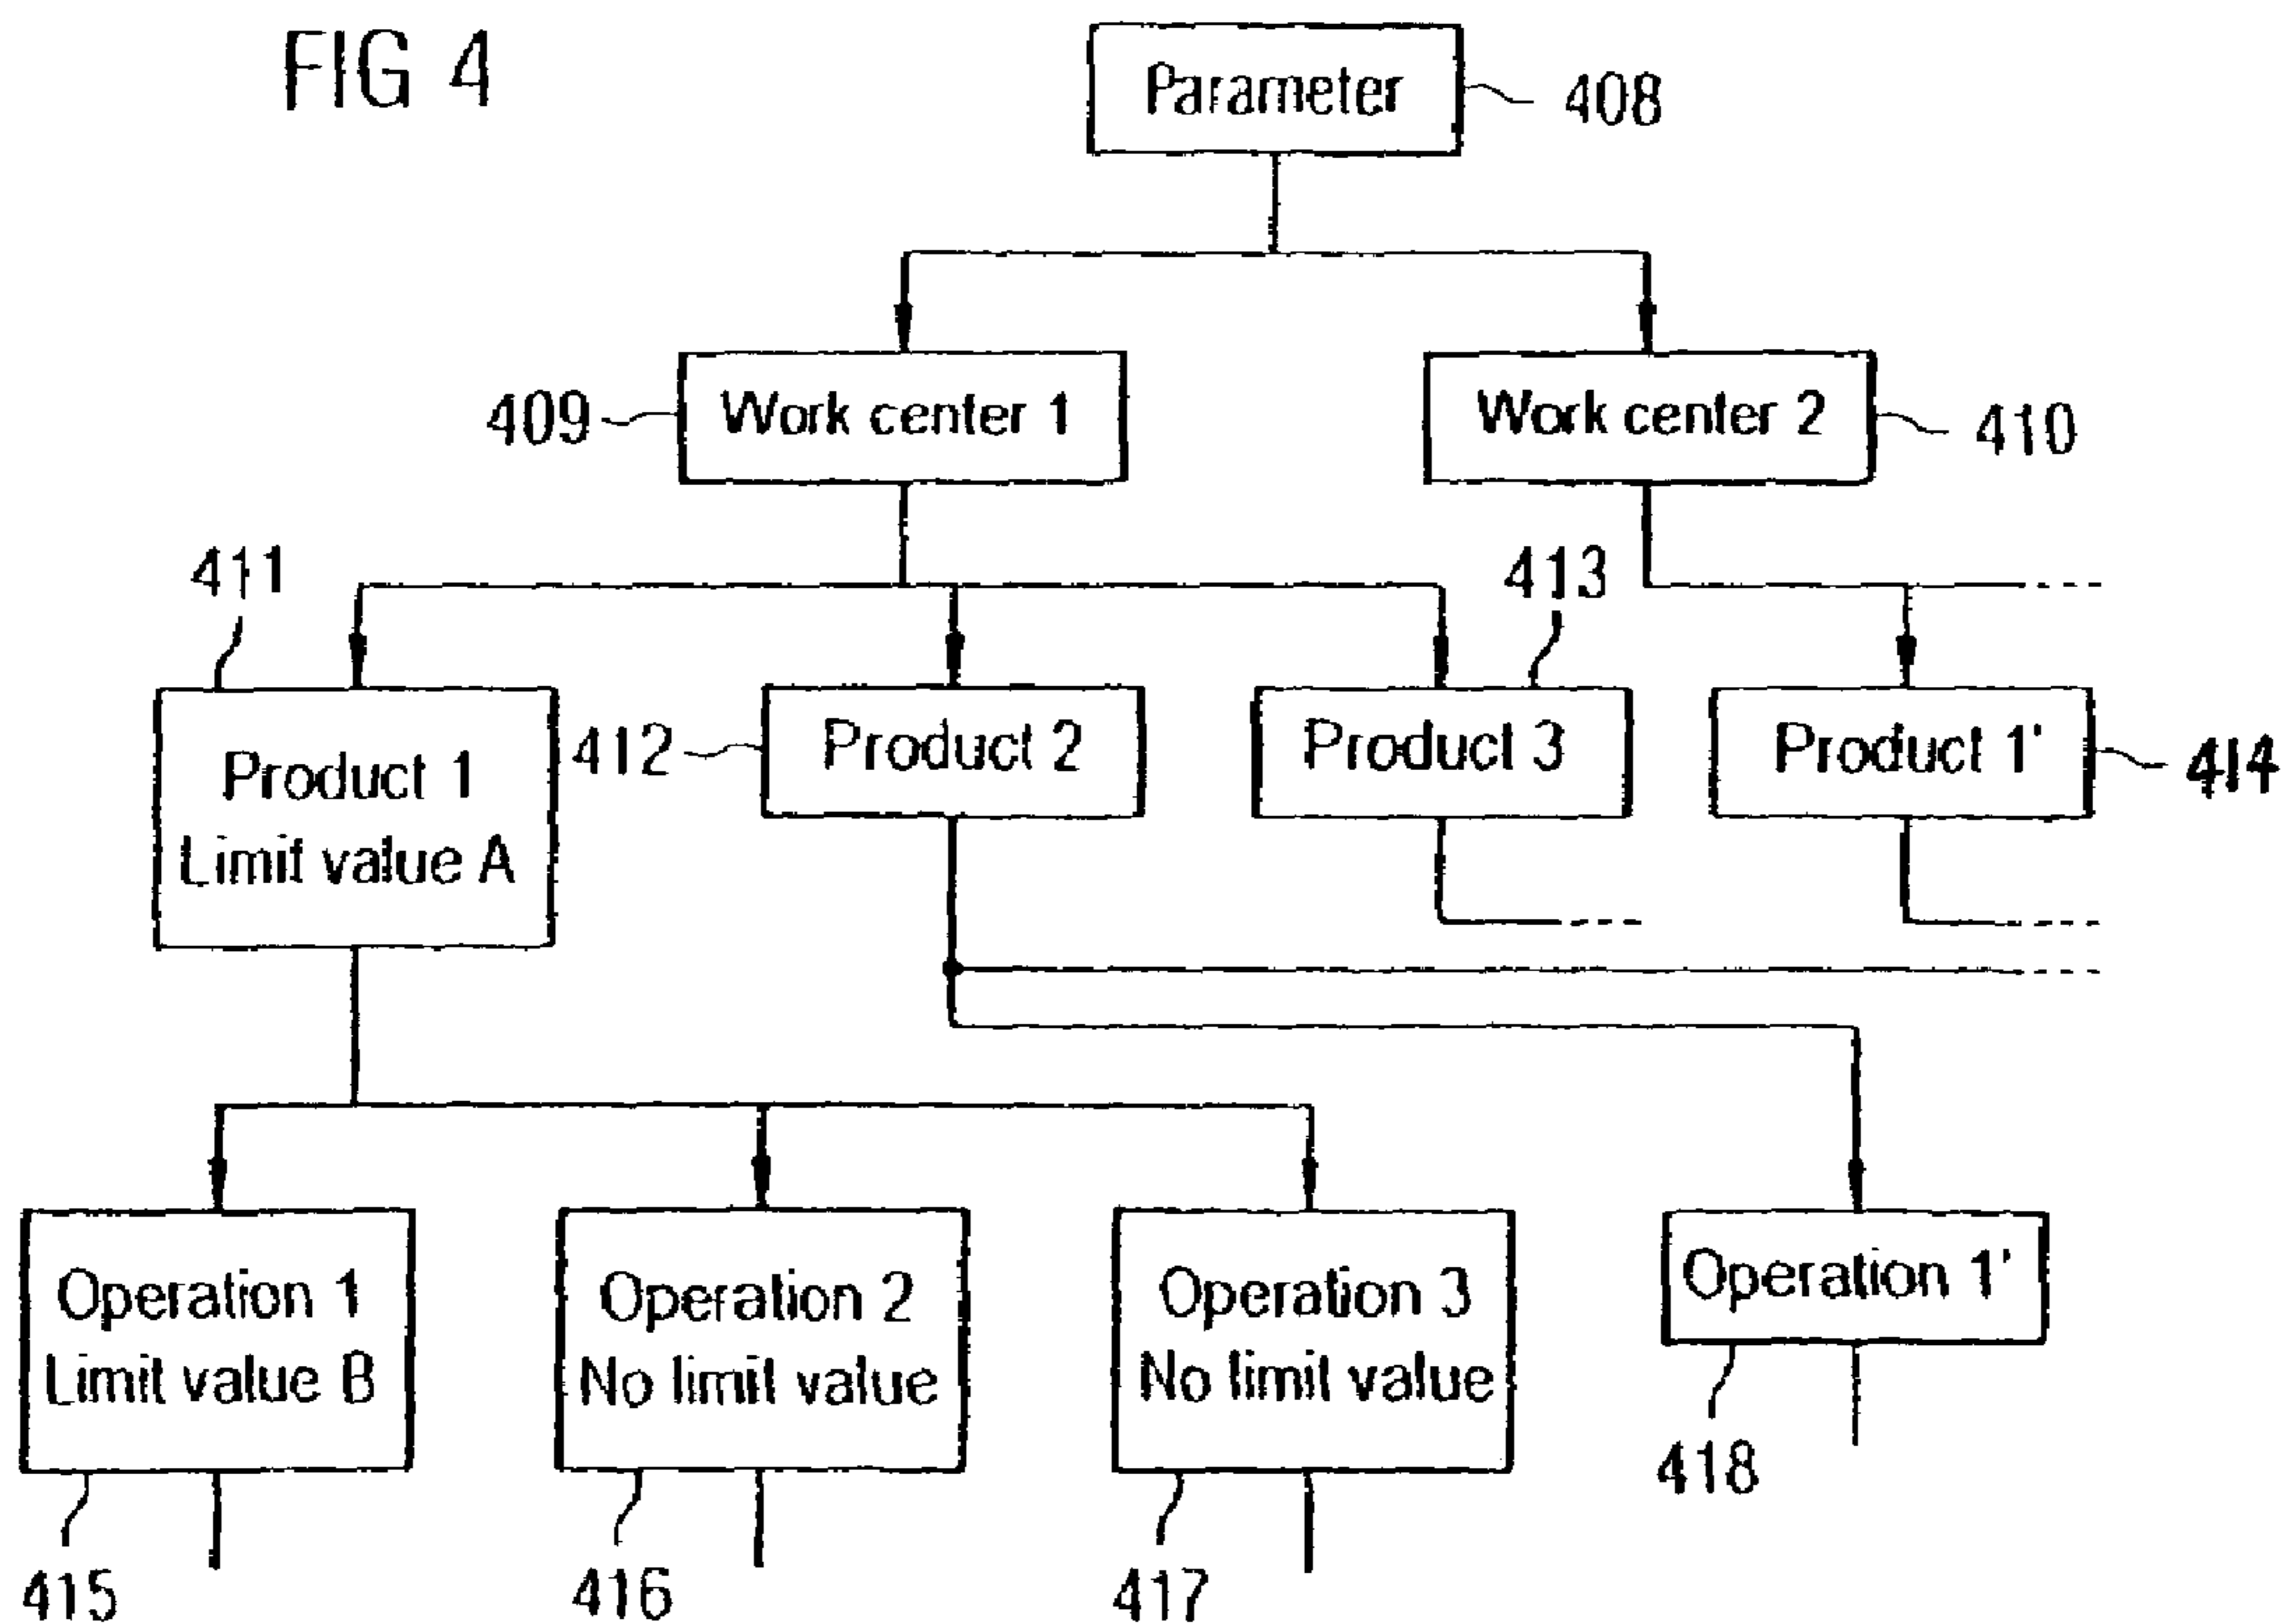 FIG 4
Parameter
408
409
Work center 1
Work center 2
410
411
413
412
Product 1
Limit value A
Product 2
Product 3
Product 1'
414
Operation 1
Limit value B
Operation 2
No limit value
Operation 3
No limit value
Operation 1'
418
415
416
417